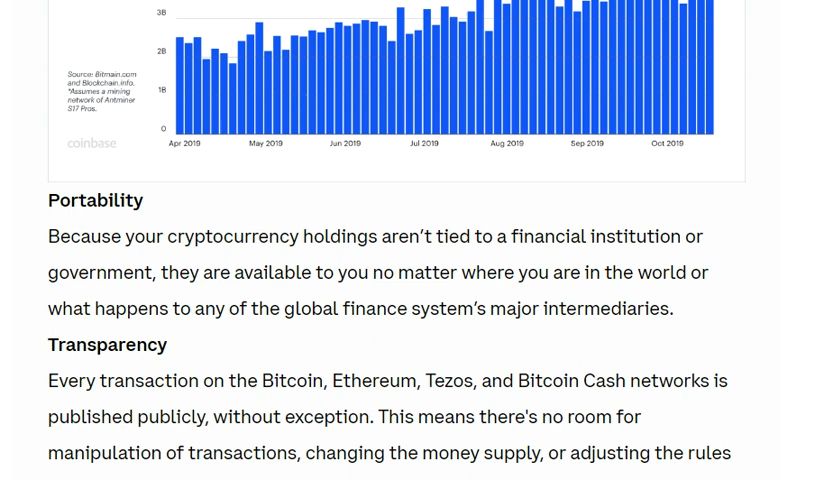 3B
2B
1B
0
Source: Bitmain.com
and Blockchain.info.
*Assumes a mining
network of Antminer
S17 Pros.
coinbase
Apr 2019 May 2019 Jun 2019 Jul 2019 Aug 2019 Sep 2019 Oct 2019
Portability
Because your cryptocurrency holdings aren’t tied to a financial institution or
government, they are available to you no matter where you are in the world or
what happens to any of the global finance system’s major intermediaries.
Transparency
Every transaction on the Bitcoin, Ethereum, Tezos, and Bitcoin Cash networks is
published publicly, without exception. This means there's no room for
manipulation of transactions, changing the money supply, or adjusting the rules